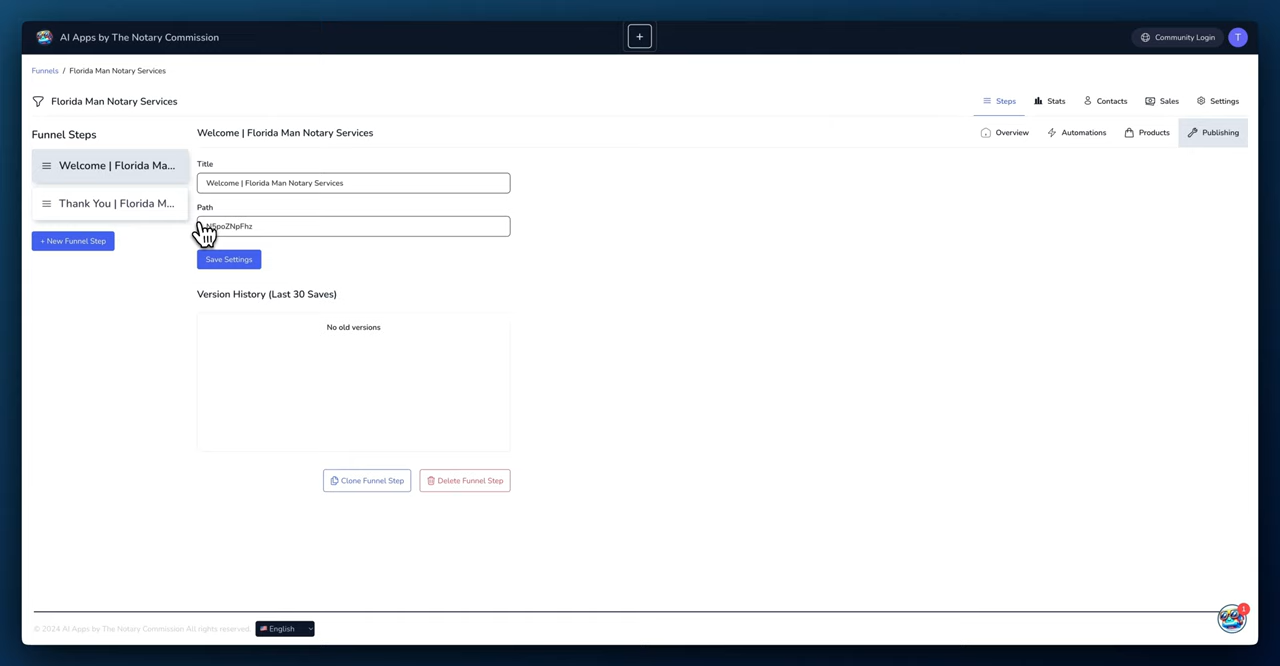 AI Apps by The Notary Commission
+
Community Login
T
Funnels / Florida Man Notary Services
Florida Man Notary Services
Steps
Stats
Contacts
Sales
Settings
Funnel Steps
Welcome | Florida Ma...
Thank You | Florida M...
+ New Funnel Step
Welcome | Florida Man Notary Services
Overview
Automations
Products
Publishing
Title
Welcome | Florida Man Notary Services
Path
Save Settings
Version History (Last 30 Saves)
No old versions
Clone Funnel Step
Delete Funnel Step
© 2024 AI Apps by The Notary Commission All rights reserved.
English
1